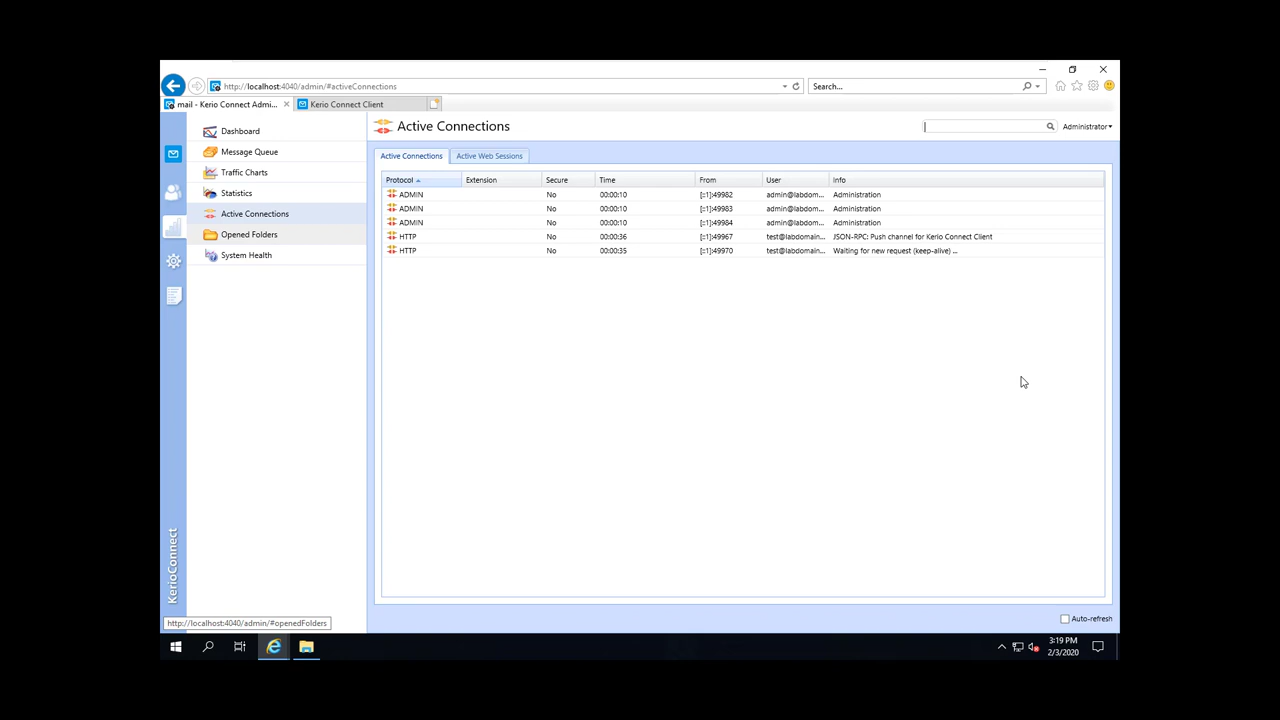 http://localhost:4040/admin/#activeConnections
Search...
mail - Kerio Connect Admi...
Kerio Connect Client
Dashboard
Message Queue
Traffic Charts
Statistics
Active Connections
Opened Folders
System Health
KerioConnect
Active Connections
Administrator
Active Connections Active Web Sessions
Protocol Extension Secure Time From User Info
ADMIN No 00:00:10 [::1]:49982 admin@labdom... Administration
ADMIN No 00:00:10 [::1]:49983 admin@labdom... Administration
ADMIN No 00:00:10 [::1]:49984 admin@labdom... Administration
HTTP No 00:00:36 [::1]:49967 test@labdomain... JSON-RPC: Push channel for Kerio Connect Client
HTTP No 00:00:35 [::1]:49970 test@labdomain... Waiting for new request (keep-alive) ...
Auto-refresh
http://localhost:4040/admin/#openedFolders
3:19 PM
2/3/2020